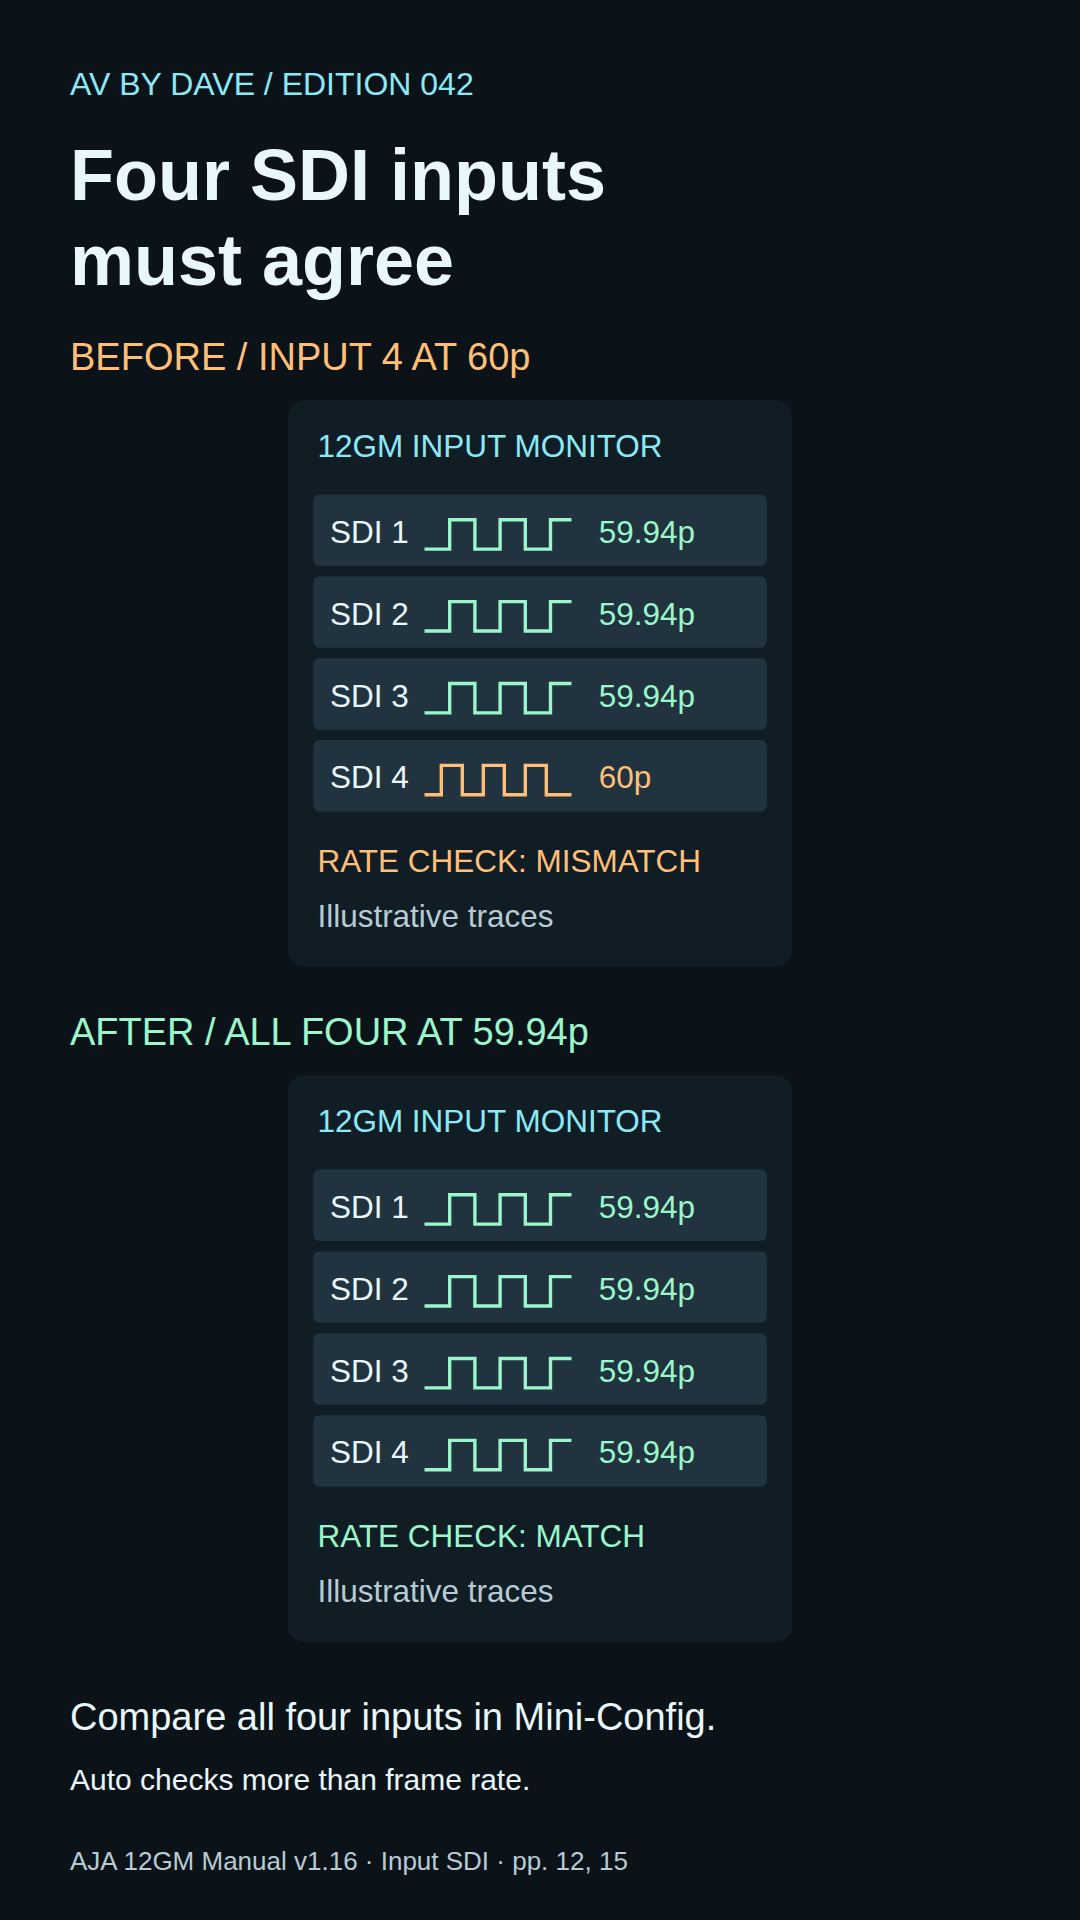 AV BY DAVE / EDITION 042
Four SDI inputs
must agree
BEFORE / INPUT 4 AT 60p
12GM INPUT MONITOR
SDI 1 59.94p
SDI 2 59.94p
SDI 3 59.94p
SDI 4 60p
RATE CHECK: MISMATCH
Illustrative traces
AFTER / ALL FOUR AT 59.94p
12GM INPUT MONITOR
SDI 1 59.94p
SDI 2 59.94p
SDI 3 59.94p
SDI 4 59.94p
RATE CHECK: MATCH
Illustrative traces
Compare all four inputs in Mini-Config.
Auto checks more than frame rate.
AJA 12GM Manual v1.16 · Input SDI · pp. 12, 15